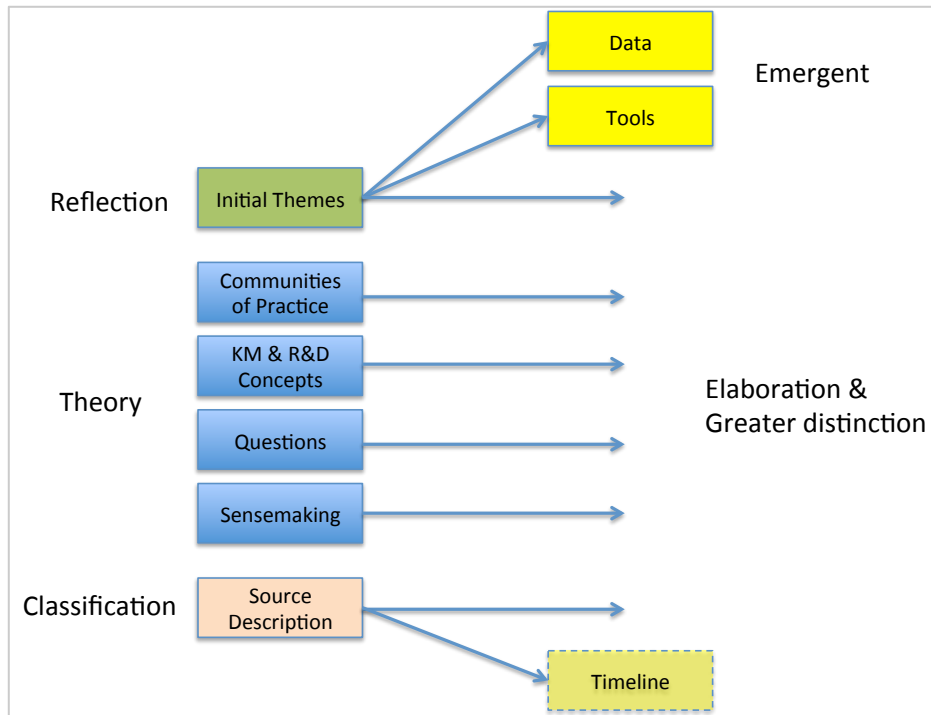 Data
Emergent
Tools
Reflection
Initial Themes
Communities
of Practice
KM & R&D
Concepts
Theory
Elaboration &
Greater distinction
Questions
Sensemaking
Classification
Source
Description
Timeline